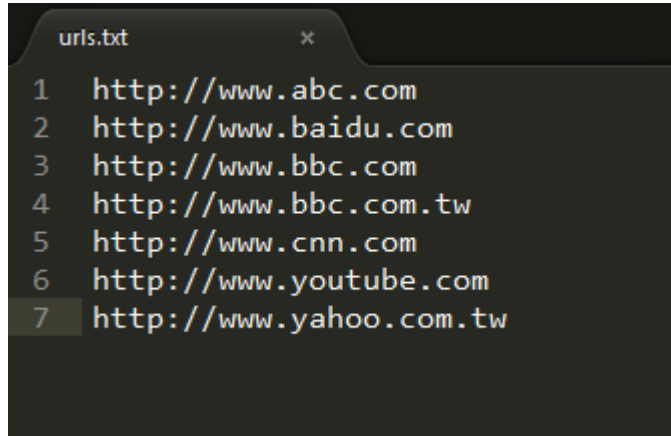 urls.txt ×
1 http://www.abc.com
2 http://www.baidu.com
3 http://www.bbc.com
4 http://www.bbc.com.tw
5 http://www.cnn.com
6 http://www.youtube.com
7 http://www.yahoo.com.tw